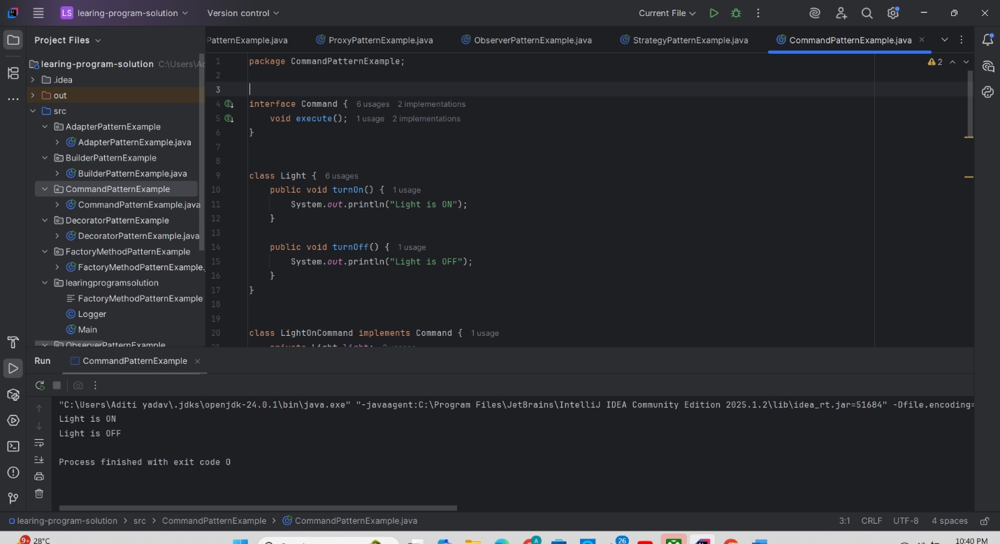 LS learing-program-solution Version control Current File
Project Files
PatternExample.java ProxyPatternExample.java ObserverPatternExample.java StrategyPatternExample.java CommandPatternExample.java
learing-program-solution C:\Users\Ad
.idea
out
src
AdapterPatternExample
AdapterPatternExample.java
BuilderPatternExample
BuilderPatternExample.java
CommandPatternExample
CommandPatternExample.java
DecoratorPatternExample
DecoratorPatternExample.java
FactoryMethodPatternExample
FactoryMethodPatternExample.
learingprogramsolution
FactoryMethodPatternExample
Logger
Main
ObserverPatternExample
2
1 package CommandPatternExample;
2
3
4 interface Command { 6 usages 2 implementations
5 void execute(); 1 usage 2 implementations
6 }
7
8
9 class Light { 6 usages
10 public void turnOn() { 1 usage
11 System.out.println("Light is ON");
12 }
13
14 public void turnOff() { 1 usage
15 System.out.println("Light is OFF");
16 }
17 }
18
19
20 class LightOnCommand implements Command { 1 usage
21 private Light light;
Run CommandPatternExample
"C:\Users\Aditi yadav\.jdks\openjdk-24.0.1\bin\java.exe" "-javaagent:C:\Program Files\JetBrains\IntelliJ IDEA Community Edition 2025.1.2\lib\idea_rt.jar=51684" -Dfile.encoding=
Light is ON
Light is OFF
Process finished with exit code 0
learing-program-solution > src > CommandPatternExample > CommandPatternExample.java 3:1 CRLF UTF-8 4 spaces
9+ 28°C A 26 10:40 PM